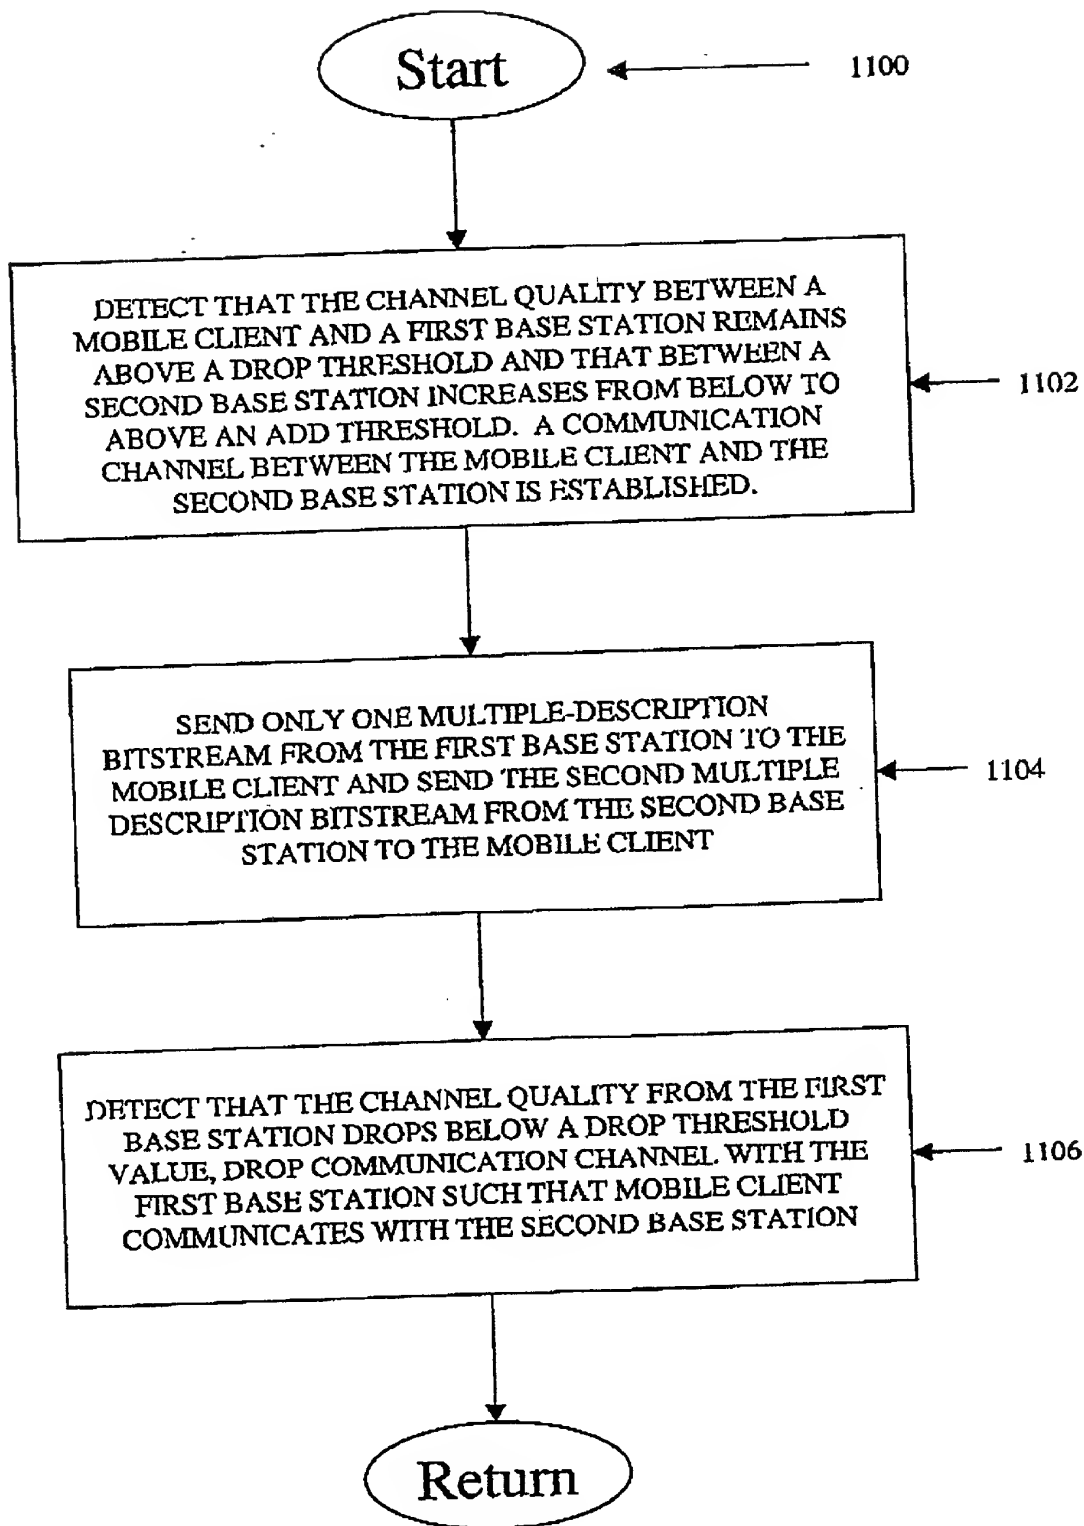 Start
1100
DETECT THAT THE CHANNEL QUALITY BETWEEN A
MOBILE CLIENT AND A FIRST BASE STATION REMAINS
ABOVE A DROP THRESHOLD AND THAT BETWEEN A
SECOND BASE STATION INCREASES FROM BELOW TO
ABOVE AN ADD THRESHOLD. A COMMUNICATION
CHANNEL BETWEEN THE MOBILE CLIENT AND THE
SECOND BASE STATION IS ESTABLISHED.
1102
SEND ONLY ONE MULTIPLE-DESCRIPTION
BITSTREAM FROM THE FIRST BASE STATION TO THE
MOBILE CLIENT AND SEND THE SECOND MULTIPLE
DESCRIPTION BITSTREAM FROM THE SECOND BASE
STATION TO THE MOBILE CLIENT
1104
DETECT THAT THE CHANNEL QUALITY FROM THE FIRST
BASE STATION DROPS BELOW A DROP THRESHOLD
VALUE, DROP COMMUNICATION CHANNEL WITH THE
FIRST BASE STATION SUCH THAT MOBILE CLIENT
COMMUNICATES WITH THE SECOND BASE STATION
1106
Return